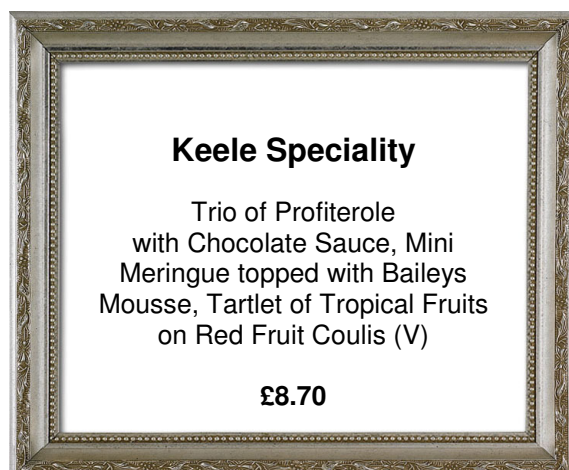 Keele Speciality
Trio of Profiterole
with Chocolate Sauce, Mini
Meringue topped with Baileys
Mousse, Tartlet of Tropical Fruits
on Red Fruit Coulis (V)
£8.70